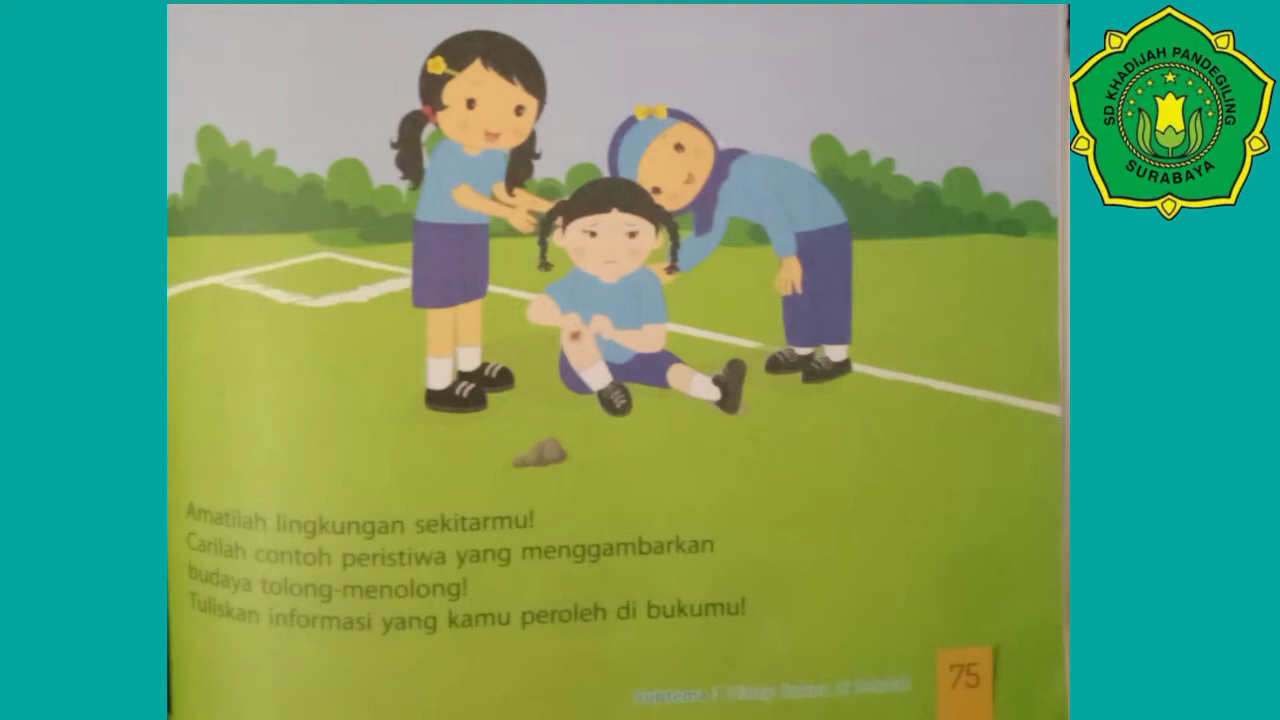 SD KHADIJAH PANDEGILING
SURABAYA
Amatilah lingkungan sekitarmu!
Carilah contoh peristiwa yang menggambarkan
budaya tolong-menolong!
Tuliskan informasi yang kamu peroleh di bukumu!
Subtema
75